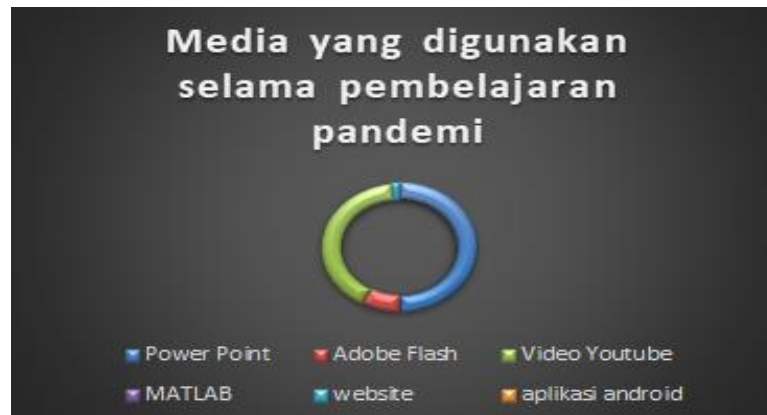 Media yang digunakan
selama pembelajaran
pandemi
Power Point Adobe Flash Video Youtube
MATLAB website aplikasi android